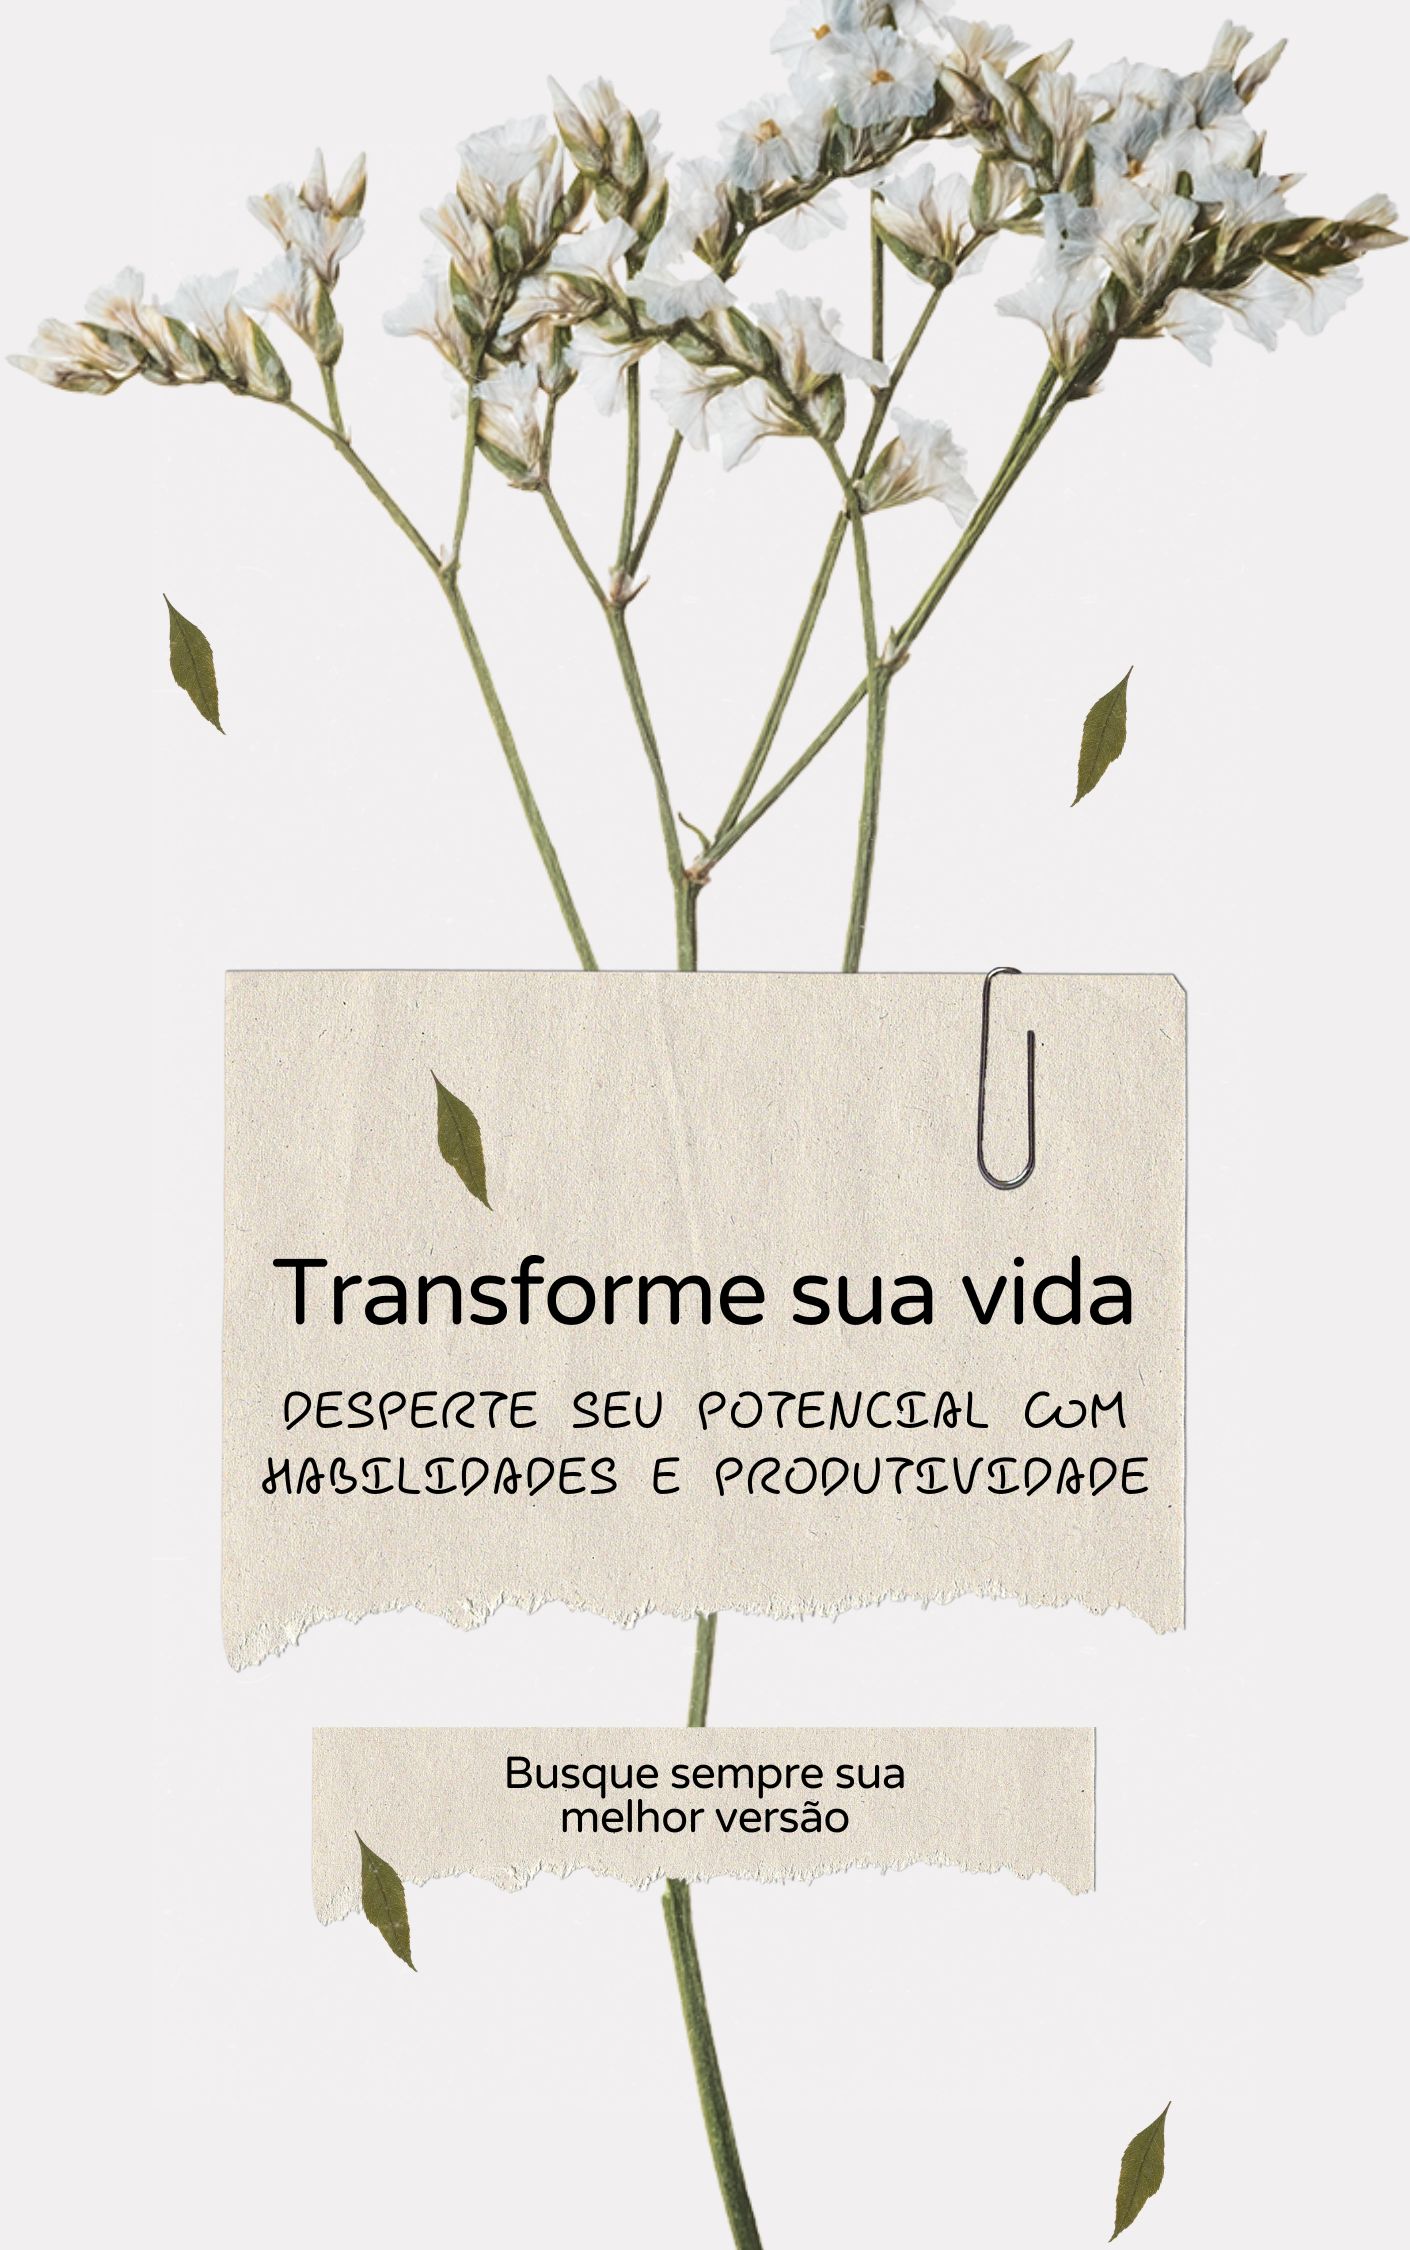 Transforme sua vida
DESPERTE SEU POTENCIAL COM
HABILIDADES E PRODUTIVIDADE
Busque sempre sua
melhor versão